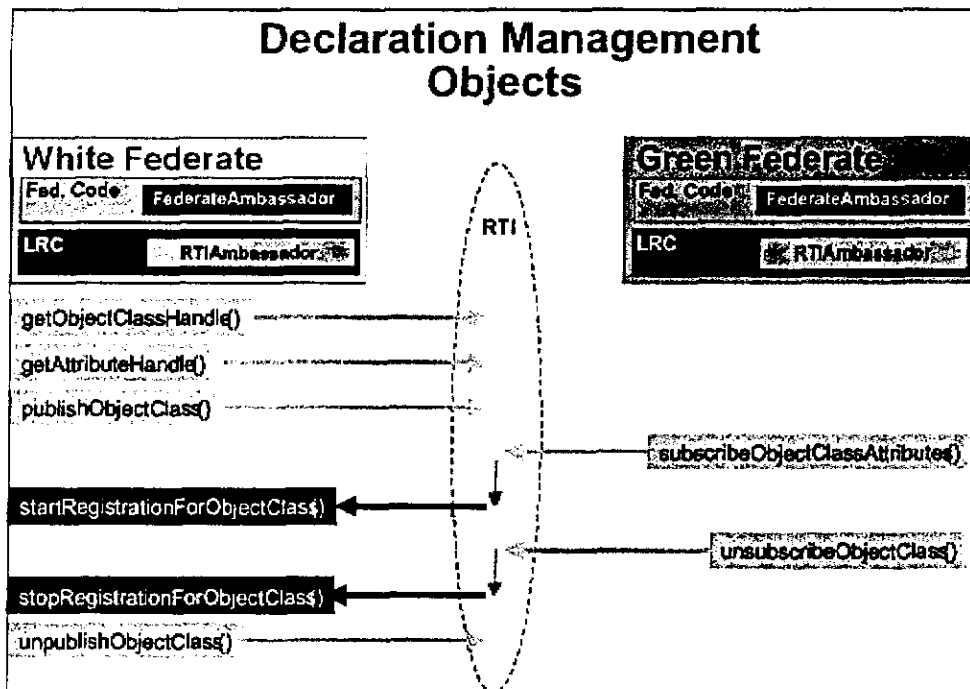 Declaration Management
Objects
White Federate
Fed. Code
FederateAmbassador
LRC
RTIAmbassador
RTI
Green Federate
Fed. Code
FederateAmbassador
LRC
RTIAmbassador
getObjectClassHandle()
getAttributeHandle()
publishObjectClass()
subscribeObjectClassAttributes()
startRegistrationForObjectClass()
unsubscribeObjectClass()
stopRegistrationForObjectClass()
unpublishObjectClass()